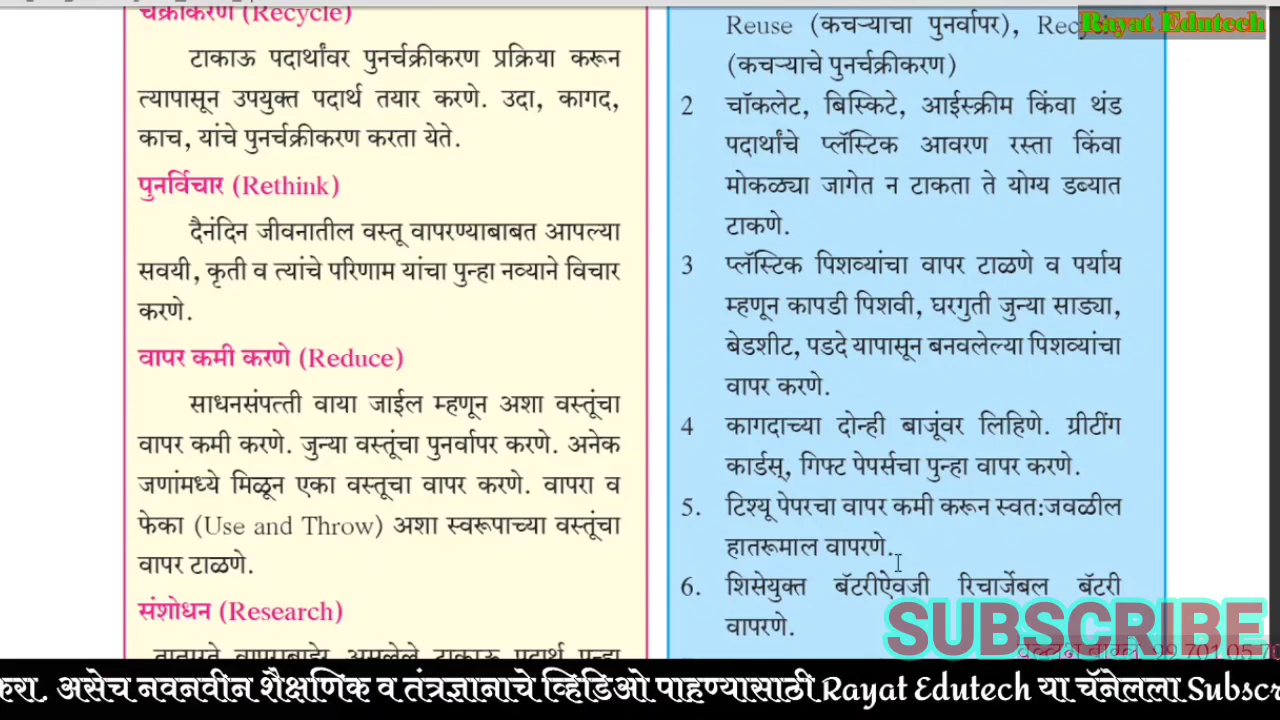 चक्रीकरण (Recycle)
टाकाऊ पदार्थांवर पुनर्चक्रीकरण प्रक्रिया करून
त्यापासून उपयुक्त पदार्थ तयार करणे. उदा, कागद,
काच, यांचे पुनर्चक्रीकरण करता येते.
पुनर्विचार (Rethink)
दैनंदिन जीवनातील वस्तू वापरण्याबाबत आपल्या
सवयी, कृती व त्यांचे परिणाम यांचा पुन्हा नव्याने विचार
करणे.
वापर कमी करणे (Reduce)
साधनसंपत्ती वाया जाईल म्हणून अशा वस्तूंचा
वापर कमी करणे. जुन्या वस्तूंचा पुनर्वापर करणे. अनेक
जणांमध्ये मिळून एका वस्तूचा वापर करणे. वापरा व
फेका (Use and Throw) अशा स्वरूपाच्या वस्तूंचा
वापर टाळणे.
संशोधन (Research)
Rayat Edutech
Reuse (कचऱ्याचा पुनर्वापर),
(कचऱ्याचे पुनर्चक्रीकरण)
2 चॉकलेट, बिस्किटे, आईस्क्रीम किंवा थंड
पदार्थांचे प्लॅस्टिक आवरण रस्ता किंवा
मोकळ्या जागेत न टाकता ते योग्य डब्यात
टाकणे.
3 प्लॅस्टिक पिशव्यांचा वापर टाळणे व पर्याय
म्हणून कापडी पिशवी, घरगुती जुन्या साड्या,
बेडशीट, पडदे यापासून बनवलेल्या पिशव्यांचा
वापर करणे.
4 कागदाच्या दोन्ही बाजूंवर लिहिणे. ग्रीटींग
कार्डस्, गिफ्ट पेपर्सचा पुन्हा वापर करणे.
5. टिश्यू पेपरचा वापर कमी करून स्वत:जवळील
हातरूमाल वापरणे.
6. शिसेयुक्त बॅटरीऐवजी रिचार्जेबल बॅटरी
वापरणे.
SUBSCRIBE
करा. असेच नवनवीन शैक्षणिक व तंत्रज्ञानाचे व्हिडिओ पाहण्यासाठी Rayat Edutech या चॅनेलला Subscr